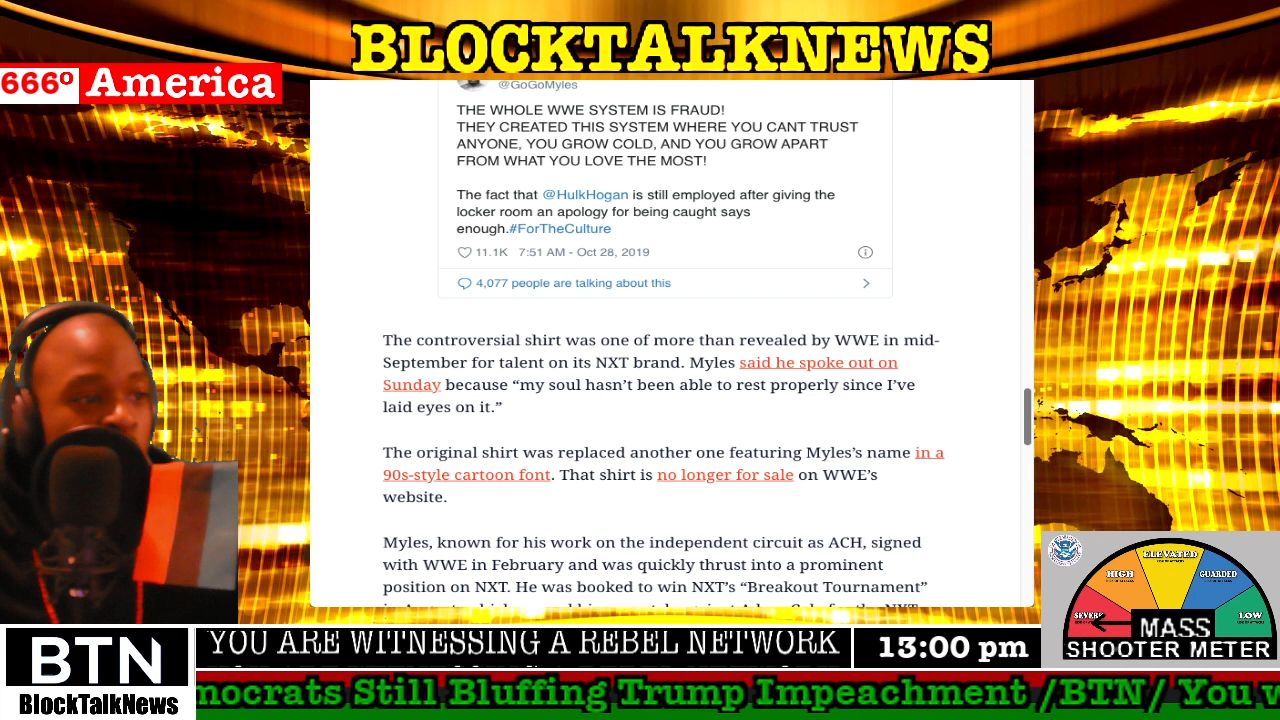 BLOCKTALKNEWS
666º America
@GoGoMyles
THE WHOLE WWE SYSTEM IS FRAUD!
THEY CREATED THIS SYSTEM WHERE YOU CANT TRUST
ANYONE, YOU GROW COLD, AND YOU GROW APART
FROM WHAT YOU LOVE THE MOST!
The fact that @HulkHogan is still employed after giving the
locker room an apology for being caught says
enough.#ForTheCulture
11.1K 7:51 AM - Oct 28, 2019
4,077 people are talking about this
The controversial shirt was one of more than revealed by WWE in mid-
September for talent on its NXT brand. Myles said he spoke out on
Sunday because “my soul hasn’t been able to rest properly since I’ve
laid eyes on it.”
The original shirt was replaced another one featuring Myles’s name in a
90s-style cartoon font. That shirt is no longer for sale on WWE’s
website.
Myles, known for his work on the independent circuit as ACH, signed
with WWE in February and was quickly thrust into a prominent
position on NXT. He was booked to win NXT’s “Breakout Tournament”
ELEVATED
HIGH
GUARDED
SEVERE
LOW
MASS
SHOOTER METER
BTN
BlockTalkNews
YOU ARE WITNESSING A REBEL NETWORK
13:00 pm
mocrats Still Bluffing Trump Impeachment /BTN/ You